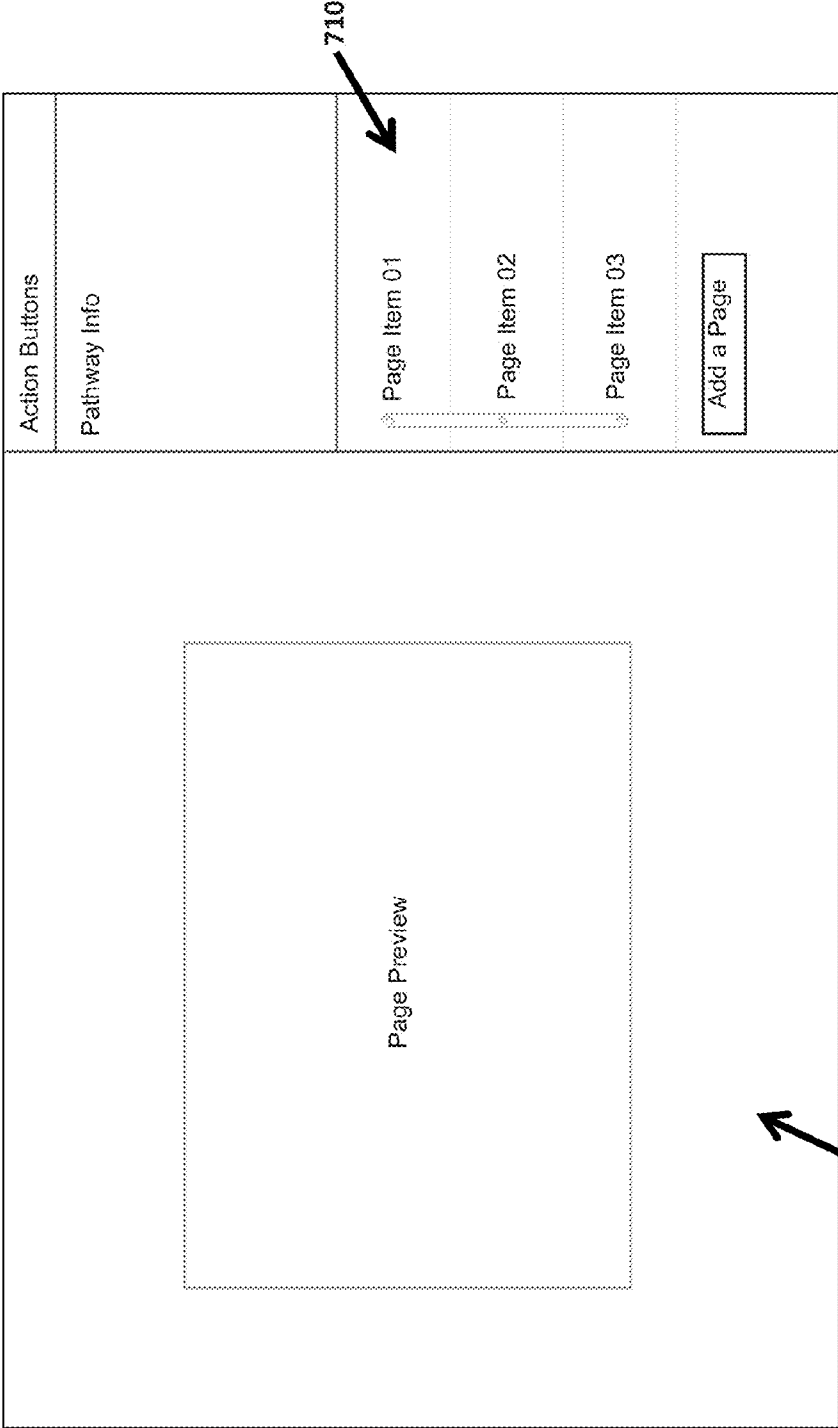 Action Buttons
Pathway Info
Page Preview
Page Item 01
Page Item 02
Page Item 03
Add a Page
710